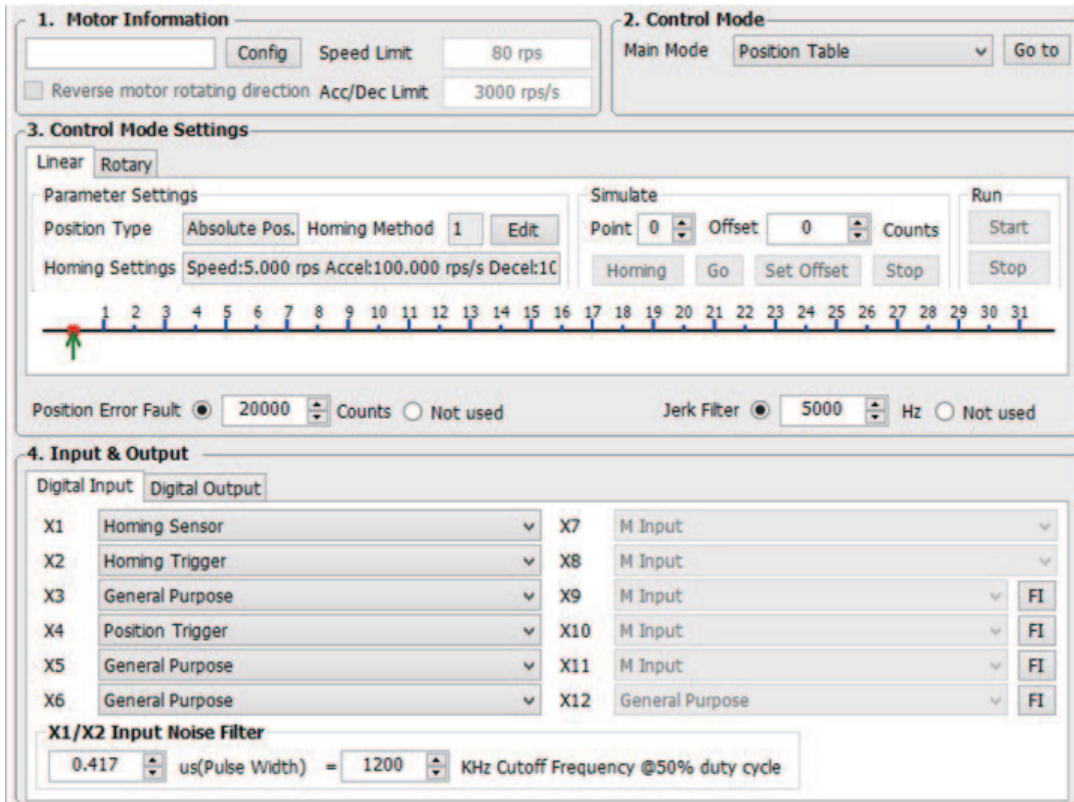 1. Motor Information
Config Speed Limit 80 rps
Reverse motor rotating direction Acc/Dec Limit 3000 rps/s
2. Control Mode
Main Mode Position Table Go to
3. Control Mode Settings
Linear Rotary
Parameter Settings
Position Type Absolute Pos. Homing Method 1 Edit
Homing Settings Speed:5.000 rps Accel:100.000 rps/s Decel:10
Simulate
Point 0 Offset 0 Counts
Homing Go Set Offset Stop
Run
Start
Stop
1 2 3 4 5 6 7 8 9 10 11 12 13 14 15 16 17 18 19 20 21 22 23 24 25 26 27 28 29 30 31
Position Error Fault 20000 Counts Not used Jerk Filter 5000 Hz Not used
4. Input & Output
Digital Input Digital Output
X1 Homing Sensor X7 M Input
X2 Homing Trigger X8 M Input
X3 General Purpose X9 M Input FI
X4 Position Trigger X10 M Input FI
X5 General Purpose X11 M Input FI
X6 General Purpose X12 General Purpose FI
X1/X2 Input Noise Filter
0.417 us(Pulse Width) = 1200 KHz Cutoff Frequency @50% duty cycle